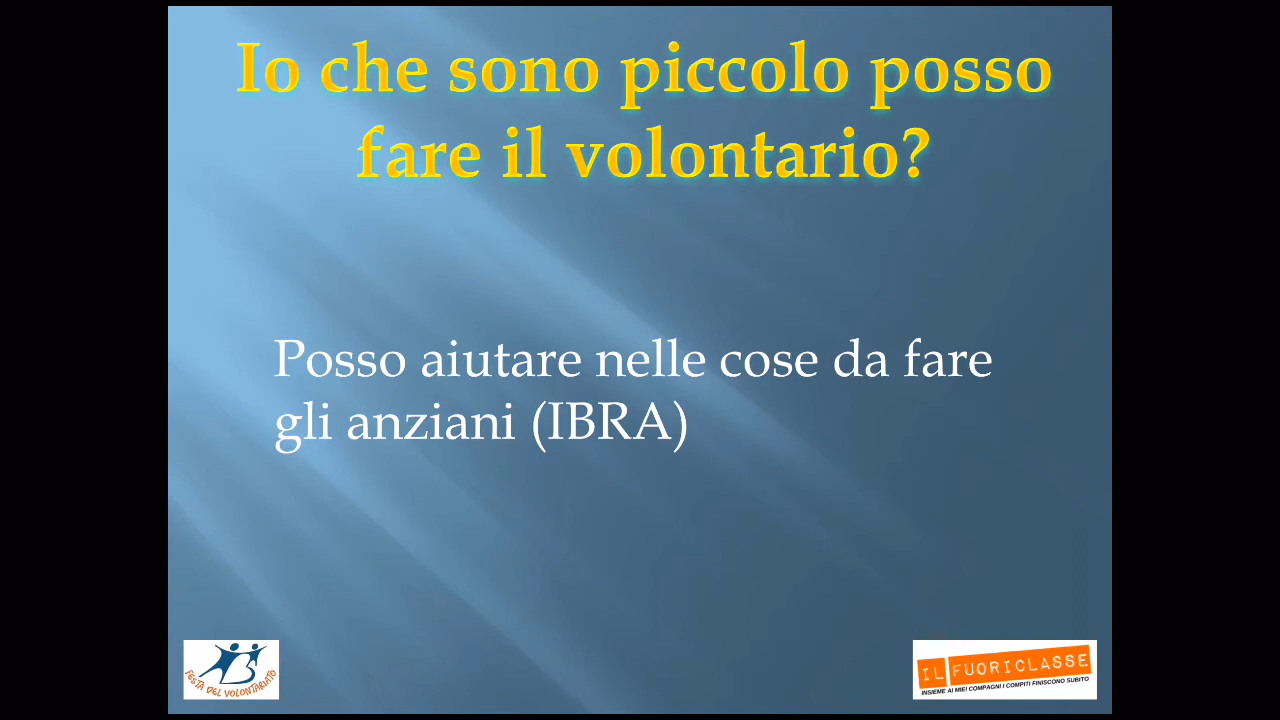 Io che sono piccolo posso
fare il volontario?
Posso aiutare nelle cose da fare
gli anziani (IBRA)
FESTA DEL VOLONTARIATO
IL FUORICLASSE
INSIEME AI MIEI COMPAGNI I COMPITI FINISCONO SUBITO